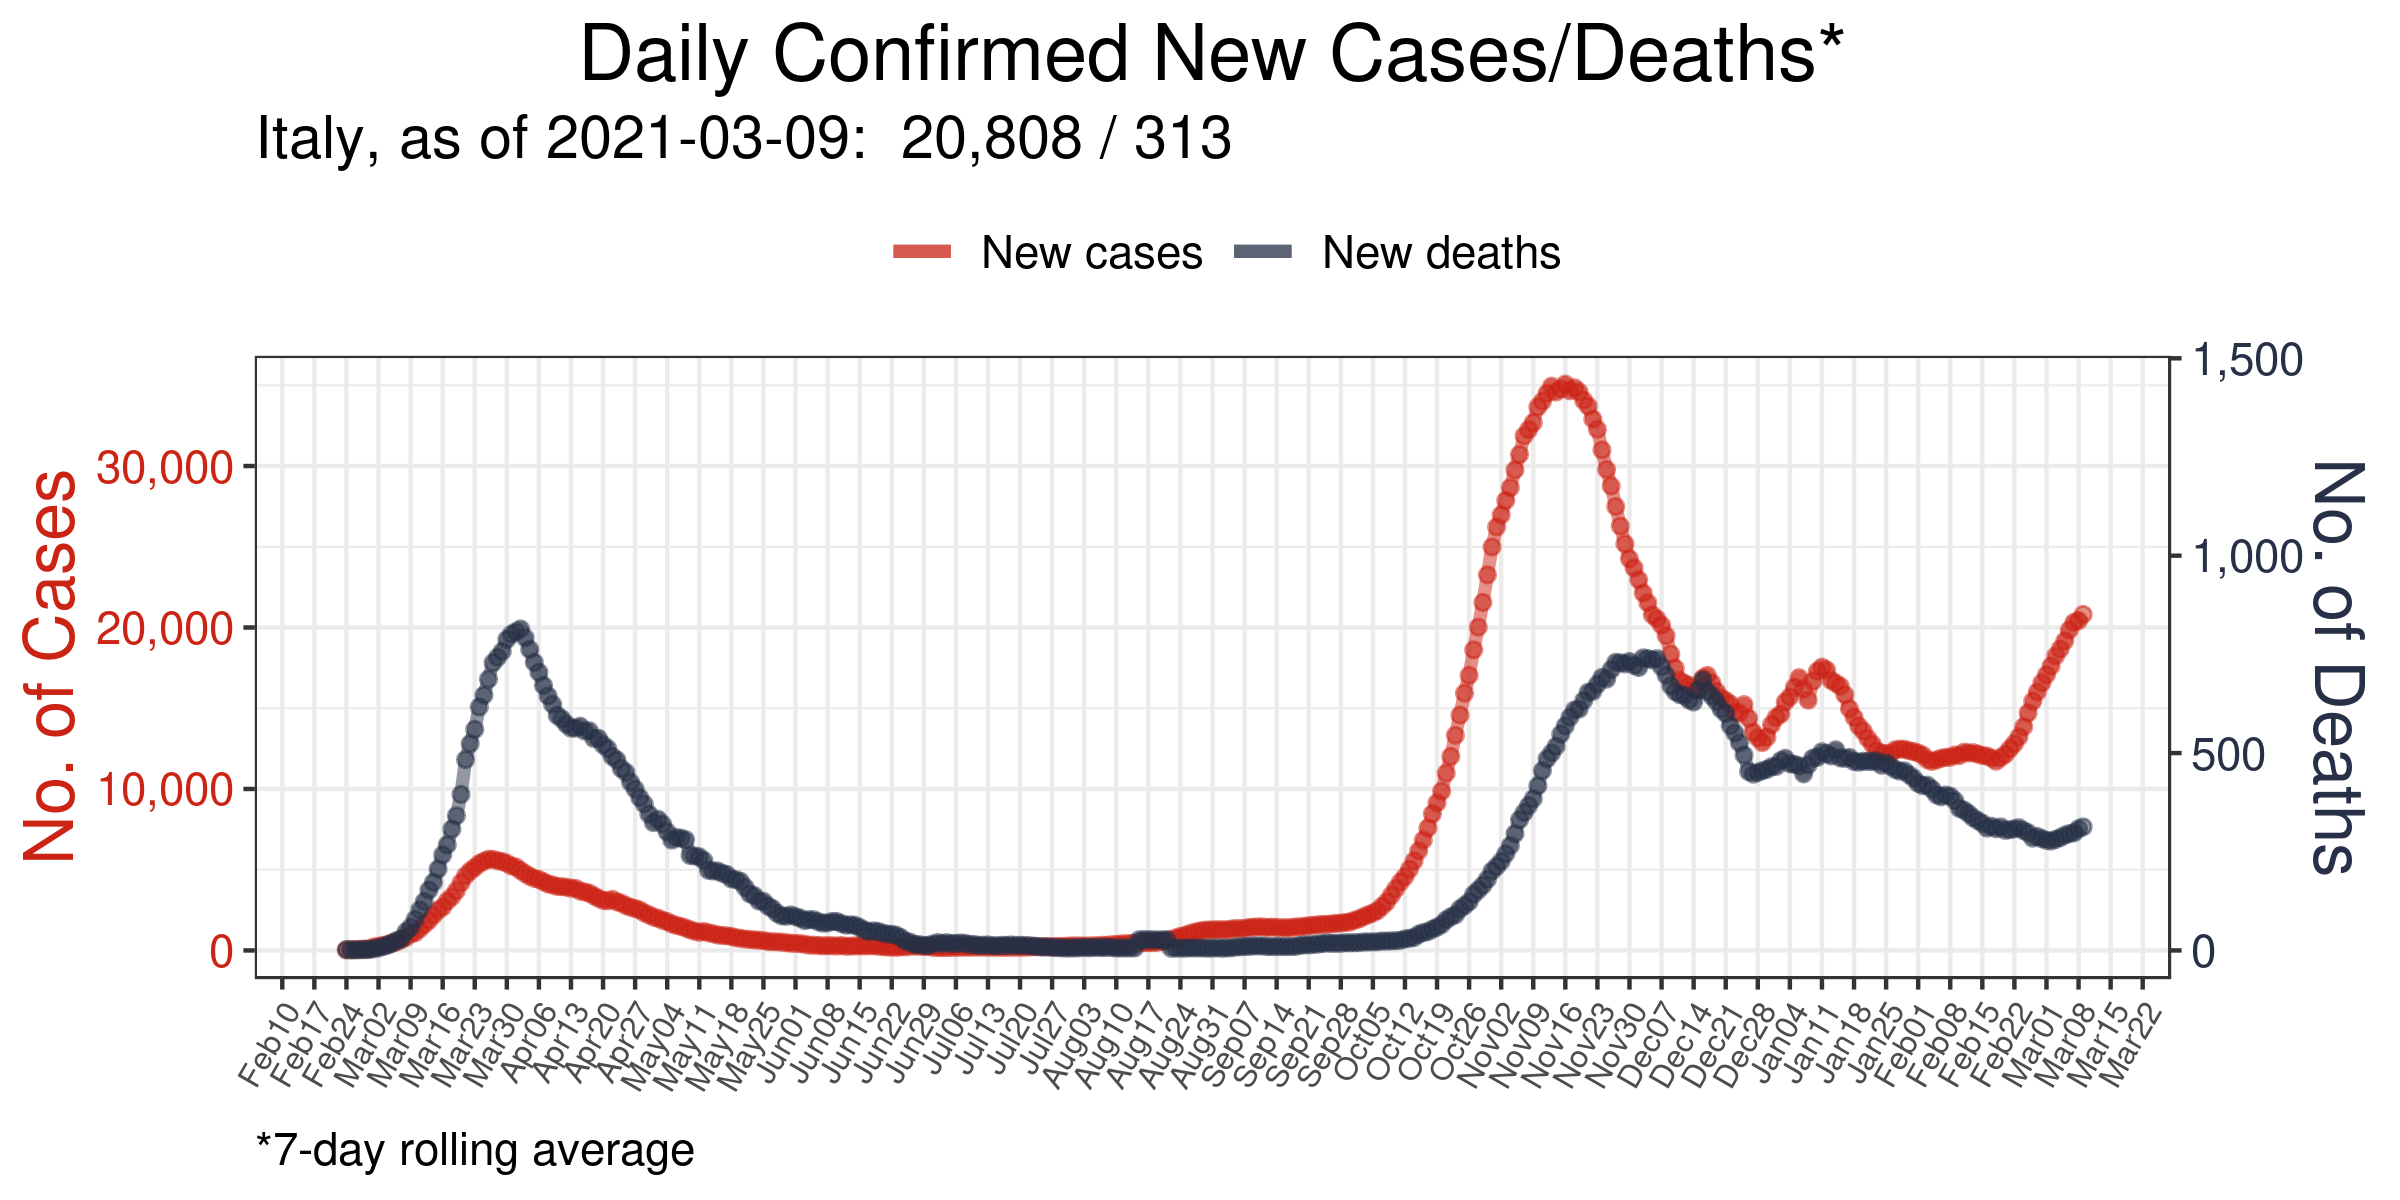 Daily Confirmed New Cases/Deaths*
Italy, as of 2021-03-09:  20,808 / 313
New cases
New deaths
No. of Cases
30,000
20,000
10,000
0
1,500
1,000
500
0
No. of Deaths
Feb10
Feb17
Feb24
Mar02
Mar09
Mar16
Mar23
Mar30
Apr06
Apr13
Apr20
Apr27
May04
May11
May18
May25
Jun01
Jun08
Jun15
Jun22
Jun29
Jul06
Jul13
Jul20
Jul27
Aug03
Aug10
Aug17
Aug24
Aug31
Sep07
Sep14
Sep21
Sep28
Oct05
Oct12
Oct19
Oct26
Nov02
Nov09
Nov16
Nov23
Nov30
Dec07
Dec14
Dec21
Dec28
Jan04
Jan11
Jan18
Jan25
Feb01
Feb08
Feb15
Feb22
Mar01
Mar08
Mar15
Mar22
*7-day rolling average